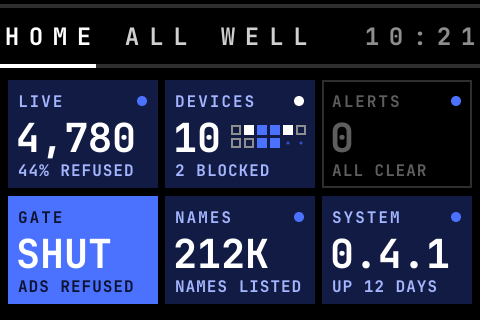 HOME ALL WELL 10:21
LIVE
4,780
44% REFUSED
DEVICES
10
2 BLOCKED
ALERTS
0
ALL CLEAR
GATE
SHUT
ADS REFUSED
NAMES
212K
NAMES LISTED
SYSTEM
0.4.1
UP 12 DAYS